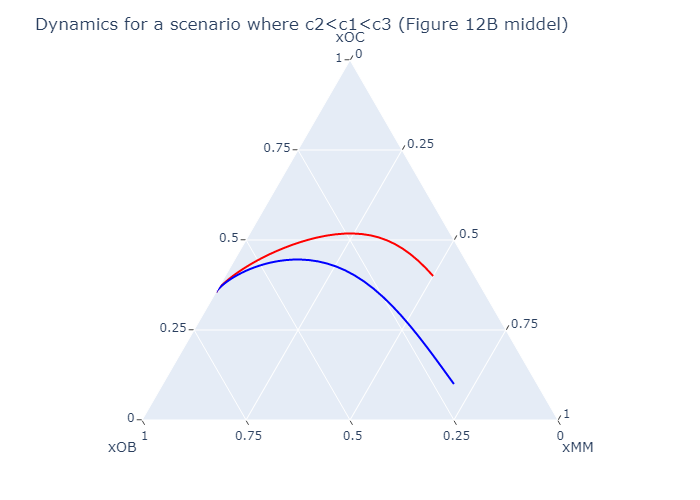 Dynamics for a scenario where c2<c1<c3 (Figure 12B middel)
xOC
1 0
0.75 0.25
0.5 0.5
0.25 0.75
0 1
1 0.75 0.5 0.25 0
xOB xMM